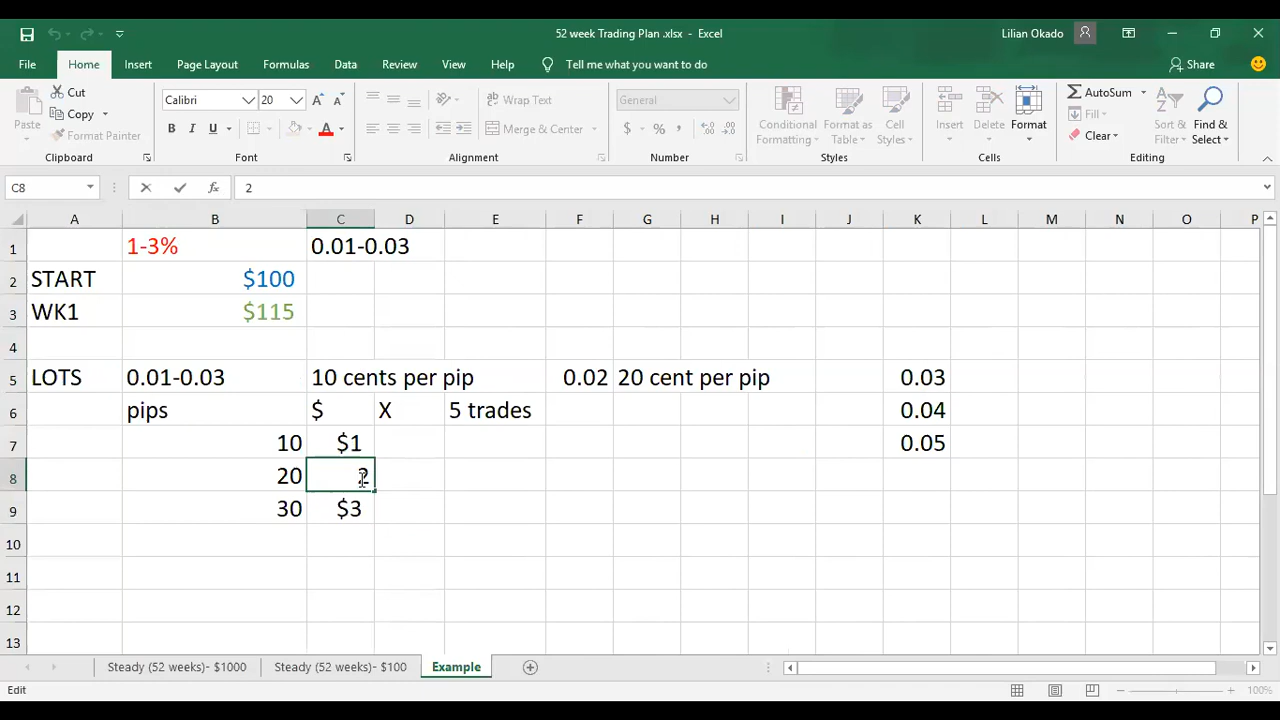 52 week Trading Plan .xlsx - Excel
Lilian Okado
File Home Insert Page Layout Formulas Data Review View Help Tell me what you want to do Share
Cut
Copy
Format Painter
Paste
Clipboard
Calibri 20
B I U
Font
Wrap Text
Merge & Center
Alignment
General
$ % ,
Number
Conditional Formatting
Format as Table
Cell Styles
Styles
Insert Delete Format
Cells
AutoSum
Fill
Clear
Sort & Filter
Find & Select
Editing
C8 fx 2
A B C D E F G H I J K L M N O P
1 1-3% 0.01-0.03
2 START $100
3 WK1 $115
4
5 LOTS 0.01-0.03 10 cents per pip 0.02 20 cent per pip 0.03
6 pips $ X 5 trades 0.04
7 10 $1 0.05
8 20 2
9 30 $3
10
11
12
13
Steady (52 weeks)- $1000 Steady (52 weeks)- $100 Example
Edit 100%